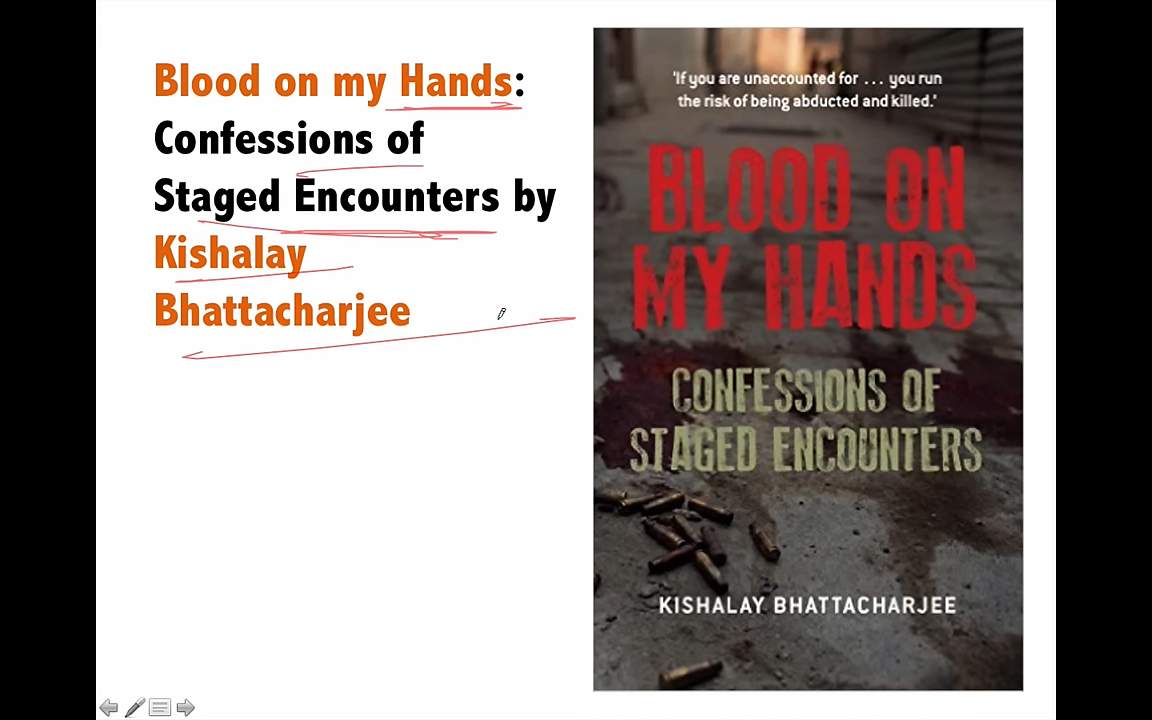 Blood on my Hands:
Confessions of
Staged Encounters by
Kishalay
Bhattacharjee
'If you are unaccounted for ... you run
the risk of being abducted and killed.'
BLOOD ON
MY HANDS
CONFESSIONS OF
STAGED ENCOUNTERS
KISHALAY BHATTACHARJEE